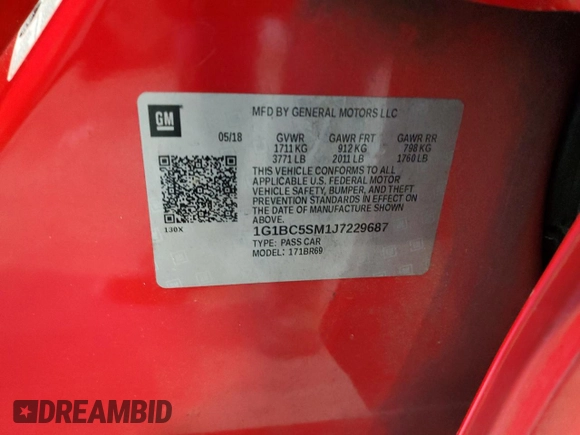 MFD BY GENERAL MOTORS LLC
GM
05/18 GVWR GAWR FRT GAWR RR
1711 KG 912 KG 798 KG
3771 LB 2011 LB 1760 LB
THIS VEHICLE CONFORMS TO ALL
APPLICABLE U.S. FEDERAL MOTOR
VEHICLE SAFETY, BUMPER, AND THEFT
PREVENTION STANDARDS IN EFFECT ON
THE DATE OF MANUFACTURE SHOWN
ABOVE.
130X
1G1BC5SM1J7229687
TYPE: PASS CAR
MODEL: 171BR69
DREAMBID